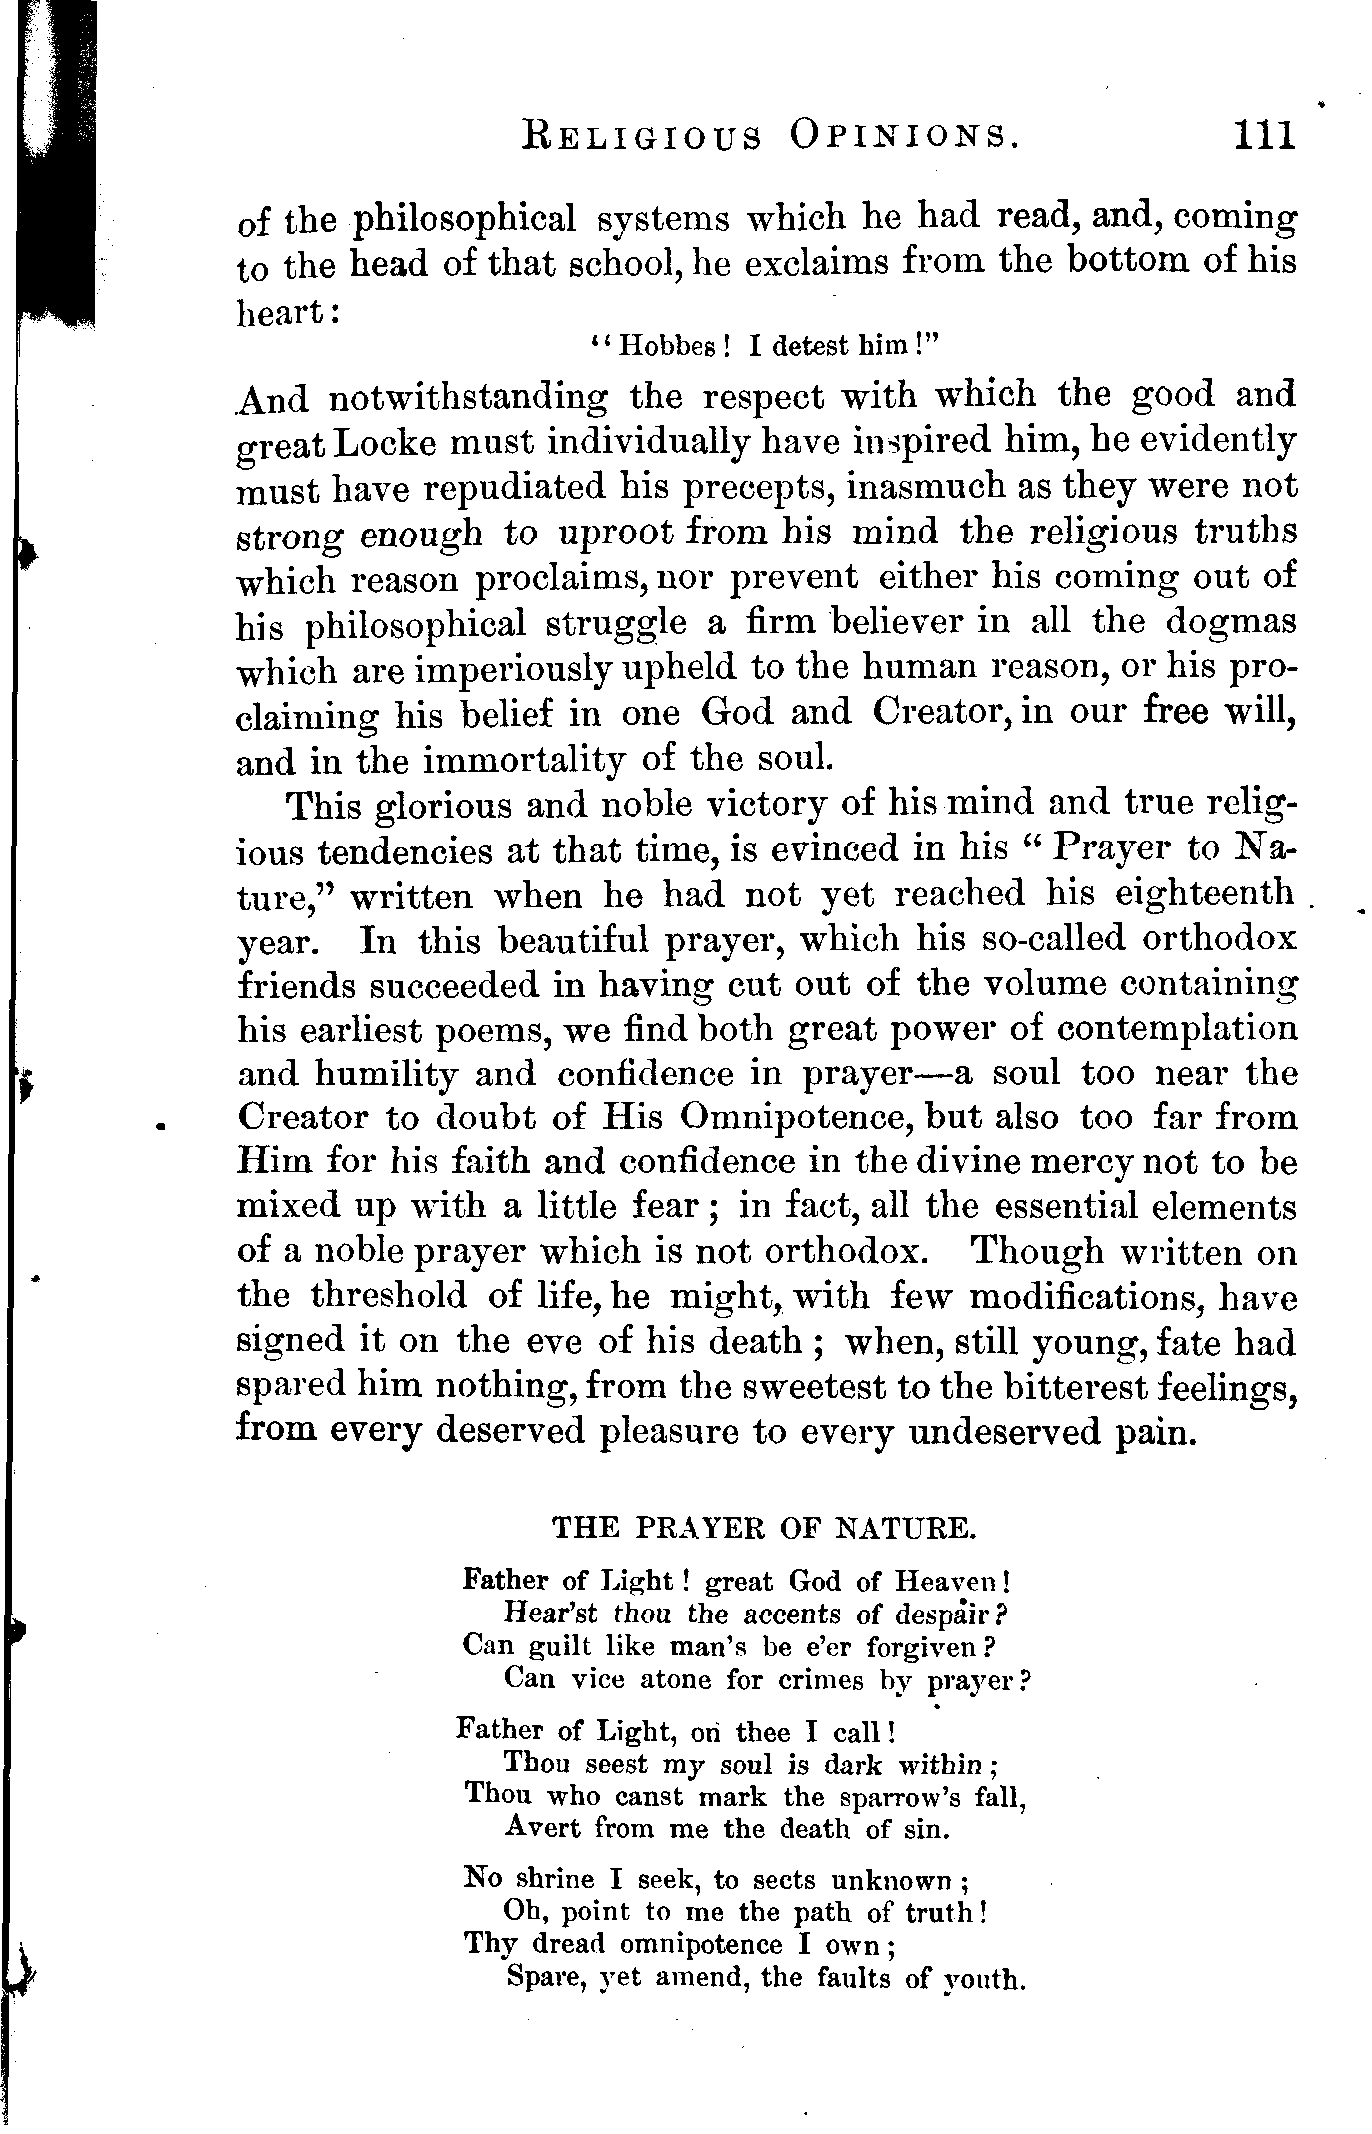 RELIGIOUS OPINIONS. 111
of the philosophical systems which he had read, and, coming
to the head of that school, he exclaims from the bottom of his
heart:
"Hobbes! I detest him!"
And notwithstanding the respect with which the good and
great Locke must individually have inspired him, he evidently
must have repudiated his precepts, inasmuch as they were not
strong enough to uproot from his mind the religious truths
which reason proclaims, nor prevent either his coming out of
his philosophical struggle a firm believer in all the dogmas
which are imperiously upheld to the human reason, or his pro-
claiming his belief in one God and Creator, in our free will,
and in the immortality of the soul.
This glorious and noble victory of his mind and true relig-
ious tendencies at that time, is evinced in his "Prayer to Na-
ture," written when he had not yet reached his eighteenth
year. In this beautiful prayer, which his so-called orthodox
friends succeeded in having cut out of the volume containing
his earliest poems, we find both great power of contemplation
and humility and confidence in prayer—a soul too near the
Creator to doubt of His Omnipotence, but also too far from
Him for his faith and confidence in the divine mercy not to be
mixed up with a little fear; in fact, all the essential elements
of a noble prayer which is not orthodox. Though written on
the threshold of life, he might, with few modifications, have
signed it on the eve of his death; when, still young, fate had
spared him nothing, from the sweetest to the bitterest feelings,
from every deserved pleasure to every undeserved pain.
THE PRAYER OF NATURE.
Father of Light! great God of Heaven!
Hear'st thou the accents of despair?
Can guilt like man's be e'er forgiven?
Can vice atone for crimes by prayer?
Father of Light, on thee I call!
Thou seest my soul is dark within;
Thou who canst mark the sparrow's fall,
Avert from me the death of sin.
No shrine I seek, to sects unknown;
Oh, point to me the path of truth!
Thy dread omnipotence I own;
Spare, yet amend, the faults of youth.